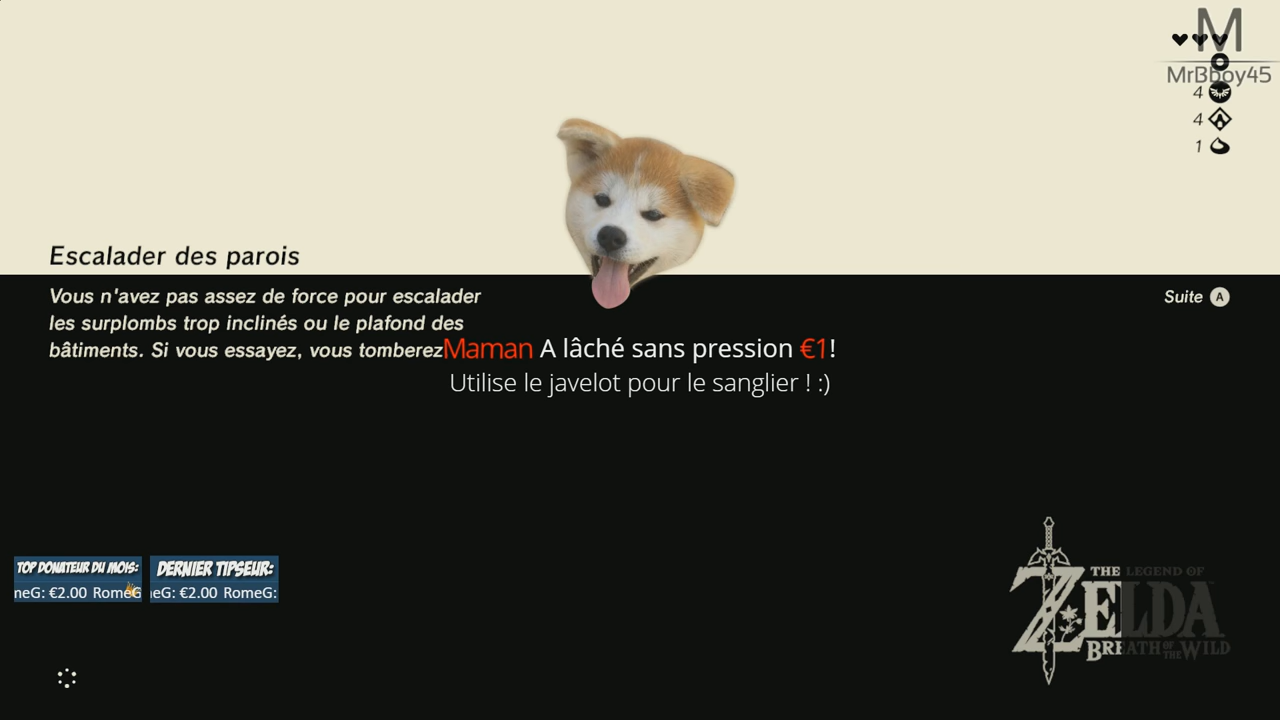 M
MrBboy45
4
4
1
Escalader des parois
Vous n'avez pas assez de force pour escalader
les surplombs trop inclinés ou le plafond des
bâtiments. Si vous essayez, vous tomberez
Suite A
Maman A lâché sans pression €1!
Utilise le javelot pour le sanglier ! :)
TOP DONATEUR DU MOIS:
neG: €2.00 RomeG
DERNIER TIPSEUR:
eG: €2.00 RomeG:
THE LEGEND OF
ZELDA
BREATH OF THE WILD